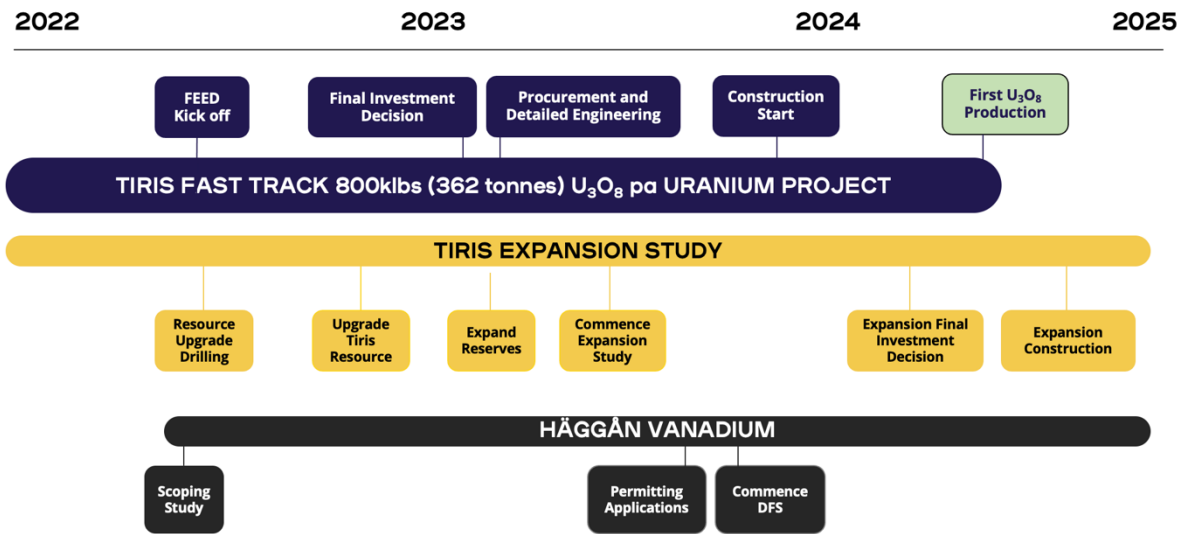 2022 2023 2024 2025
FEED
Kick off
Final Investment
Decision
Procurement and
Detailed Engineering
Construction
Start
First U₃O₈
Production
TIRIS FAST TRACK 800klbs (362 tonnes) U₃O₈ pa URANIUM PROJECT
TIRIS EXPANSION STUDY
Resource
Upgrade
Drilling
Upgrade
Tiris
Resource
Expand
Reserves
Commence
Expansion
Study
Expansion Final
Investment
Decision
Expansion
Construction
HÄGGÅN VANADIUM
Scoping
Study
Permitting
Applications
Commence
DFS